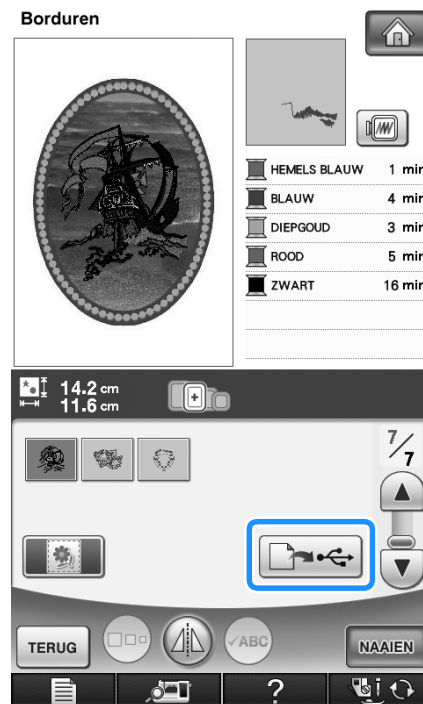 Borduren
HEMELS BLAUW 1 min
BLAUW 4 min
DIEPGOUD 3 min
ROOD 5 min
ZWART 16 min
14.2 cm
11.6 cm
7/7
TERUG
ABC
NAAIEN
?